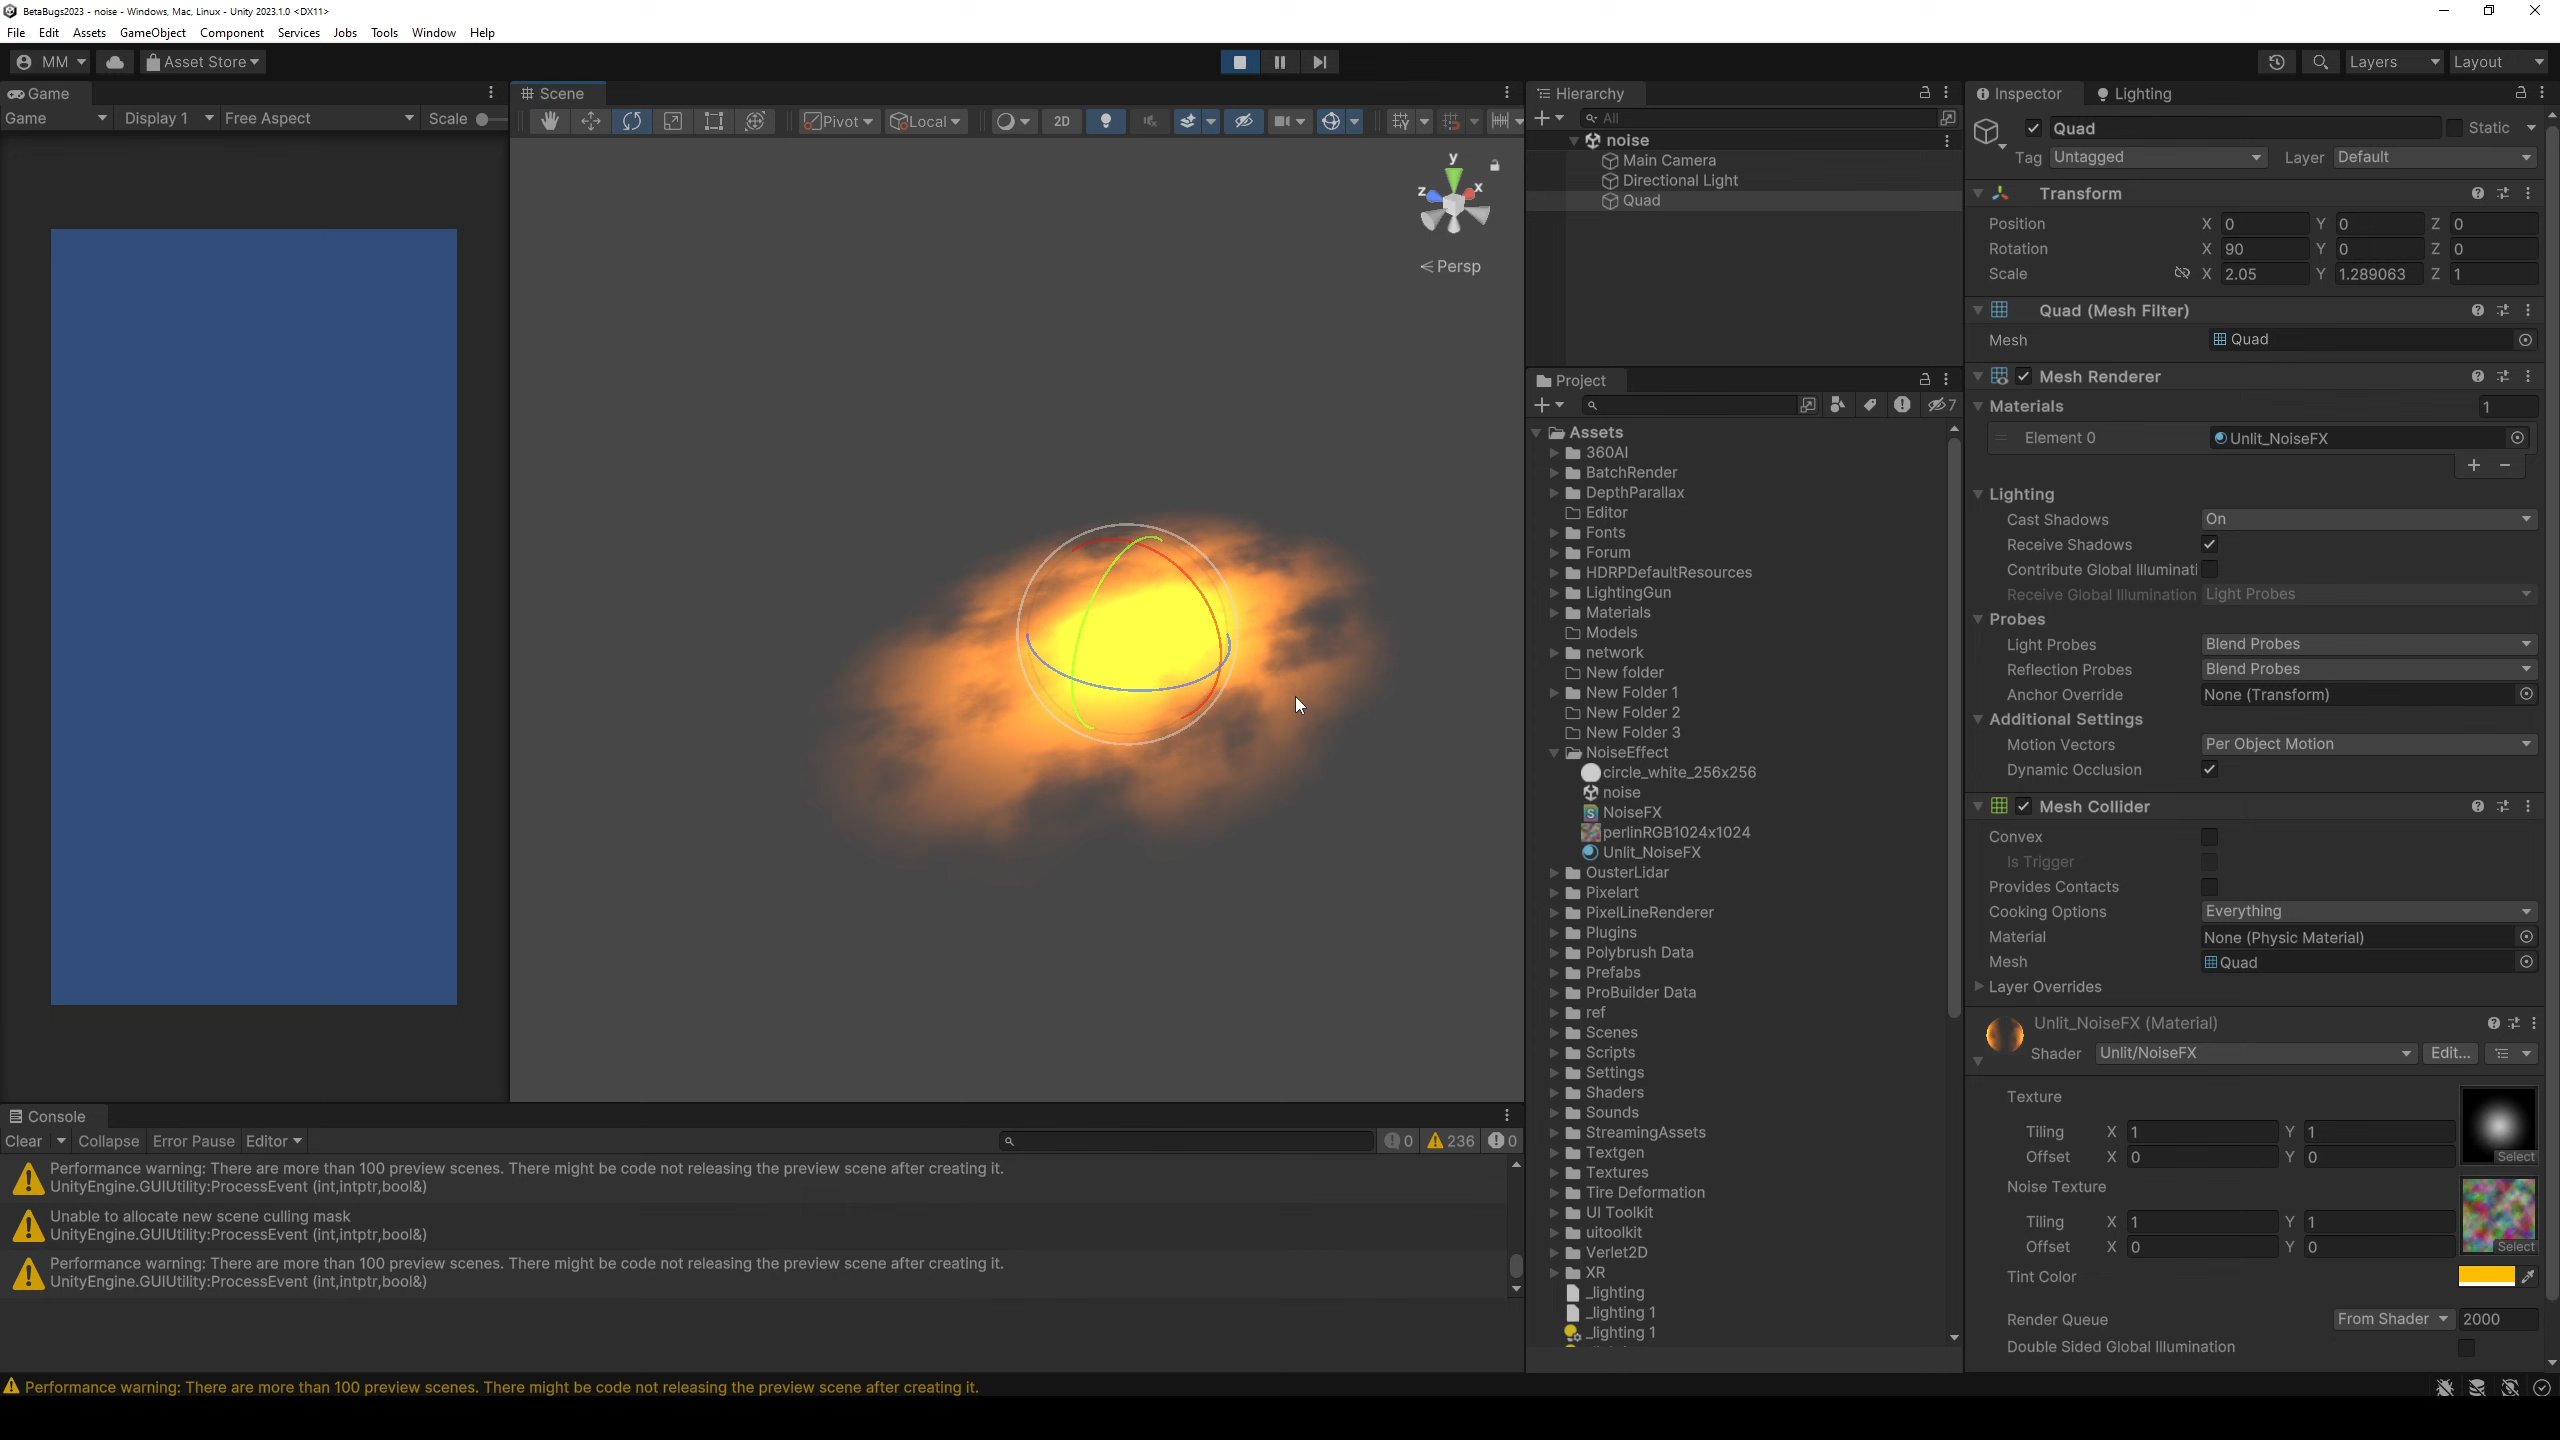 BetaBugs2023 - noise - Windows, Mac, Linux - Unity 2023.1.0 <DX11>
File Edit Assets GameObject Component Services Jobs Tools Window Help
MM Asset Store Layers Layout
Game
Game Display 1 Free Aspect Scale
Scene
Pivot Local 2D
y
z x
Persp
Hierarchy
All
noise
Main Camera
Directional Light
Quad
Project
7
Assets
360AI
BatchRender
DepthParallax
Editor
Fonts
Forum
HDRPDefaultResources
LightingGun
Materials
Models
network
New folder
New Folder 1
New Folder 2
New Folder 3
NoiseEffect
circle_white_256x256
noise
NoiseFX
perlinRGB1024x1024
Unlit_NoiseFX
OusterLidar
Pixelart
PixelLineRenderer
Plugins
Polybrush Data
Prefabs
ProBuilder Data
ref
Scenes
Scripts
Settings
Shaders
Sounds
StreamingAssets
Textgen
Textures
Tire Deformation
UI Toolkit
uitoolkit
Verlet2D
XR
_lighting
_lighting 1
_lighting 1
Inspector Lighting
Quad Static
Tag Untagged Layer Default
Transform
Position X 0 Y 0 Z 0
Rotation X 90 Y 0 Z 0
Scale X 2.05 Y 1.289063 Z 1
Quad (Mesh Filter)
Mesh Quad
Mesh Renderer
Materials 1
Element 0 Unlit_NoiseFX
Lighting
Cast Shadows On
Receive Shadows
Contribute Global Illuminati
Receive Global Illumination Light Probes
Probes
Light Probes Blend Probes
Reflection Probes Blend Probes
Anchor Override None (Transform)
Additional Settings
Motion Vectors Per Object Motion
Dynamic Occlusion
Mesh Collider
Convex
Is Trigger
Provides Contacts
Cooking Options Everything
Material None (Physic Material)
Mesh Quad
Layer Overrides
Unlit_NoiseFX (Material)
Shader Unlit/NoiseFX Edit...
Texture
Tiling X 1 Y 1
Offset X 0 Y 0 Select
Noise Texture
Tiling X 1 Y 1
Offset X 0 Y 0 Select
Tint Color
Render Queue From Shader 2000
Double Sided Global Illumination
Console
Clear Collapse Error Pause Editor 0 236 0
Performance warning: There are more than 100 preview scenes. There might be code not releasing the preview scene after creating it.
UnityEngine.GUIUtility:ProcessEvent (int,intptr,bool&)
Unable to allocate new scene culling mask
UnityEngine.GUIUtility:ProcessEvent (int,intptr,bool&)
Performance warning: There are more than 100 preview scenes. There might be code not releasing the preview scene after creating it.
UnityEngine.GUIUtility:ProcessEvent (int,intptr,bool&)
Performance warning: There are more than 100 preview scenes. There might be code not releasing the preview scene after creating it.